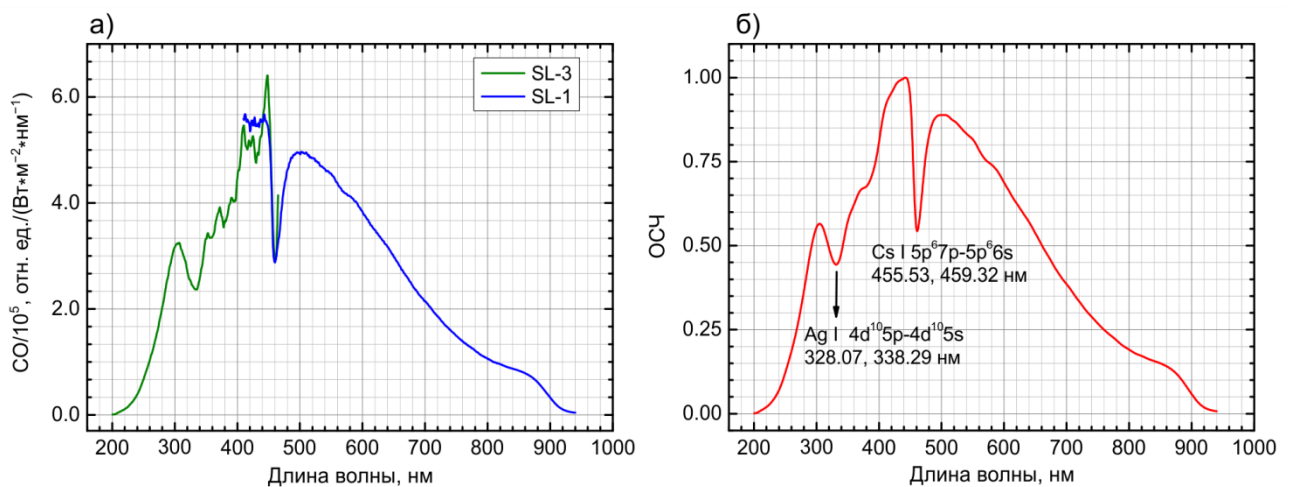 а)
SL-3
SL-1
СО/10⁵, отн. ед./(Вт*м⁻²*нм⁻¹)
6.0
4.0
2.0
0.0
200 300 400 500 600 700 800 900 1000
Длина волны, нм
б)
ОСЧ
1.00
0.75
0.50
0.25
0.00
Cs I 5p⁶7p-5p⁶6s
455.53, 459.32 нм
Ag I 4d¹⁰5p-4d¹⁰5s
328.07, 338.29 нм
200 300 400 500 600 700 800 900 1000
Длина волны, нм